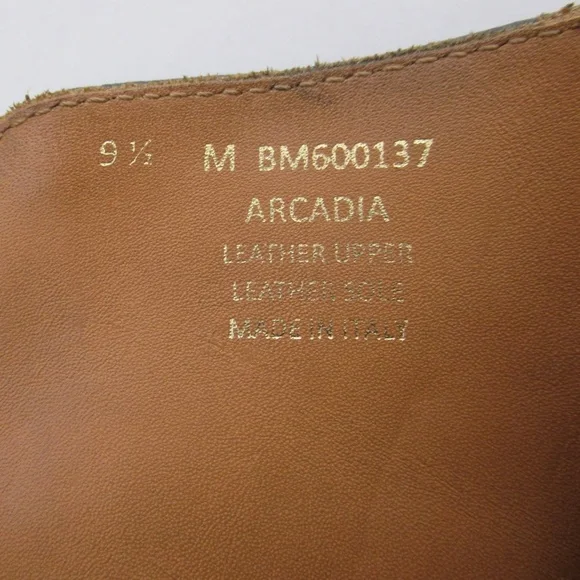 9 ½ M BM600137
ARCADIA
LEATHER UPPER
LEATHER SOLE
MADE IN ITALY